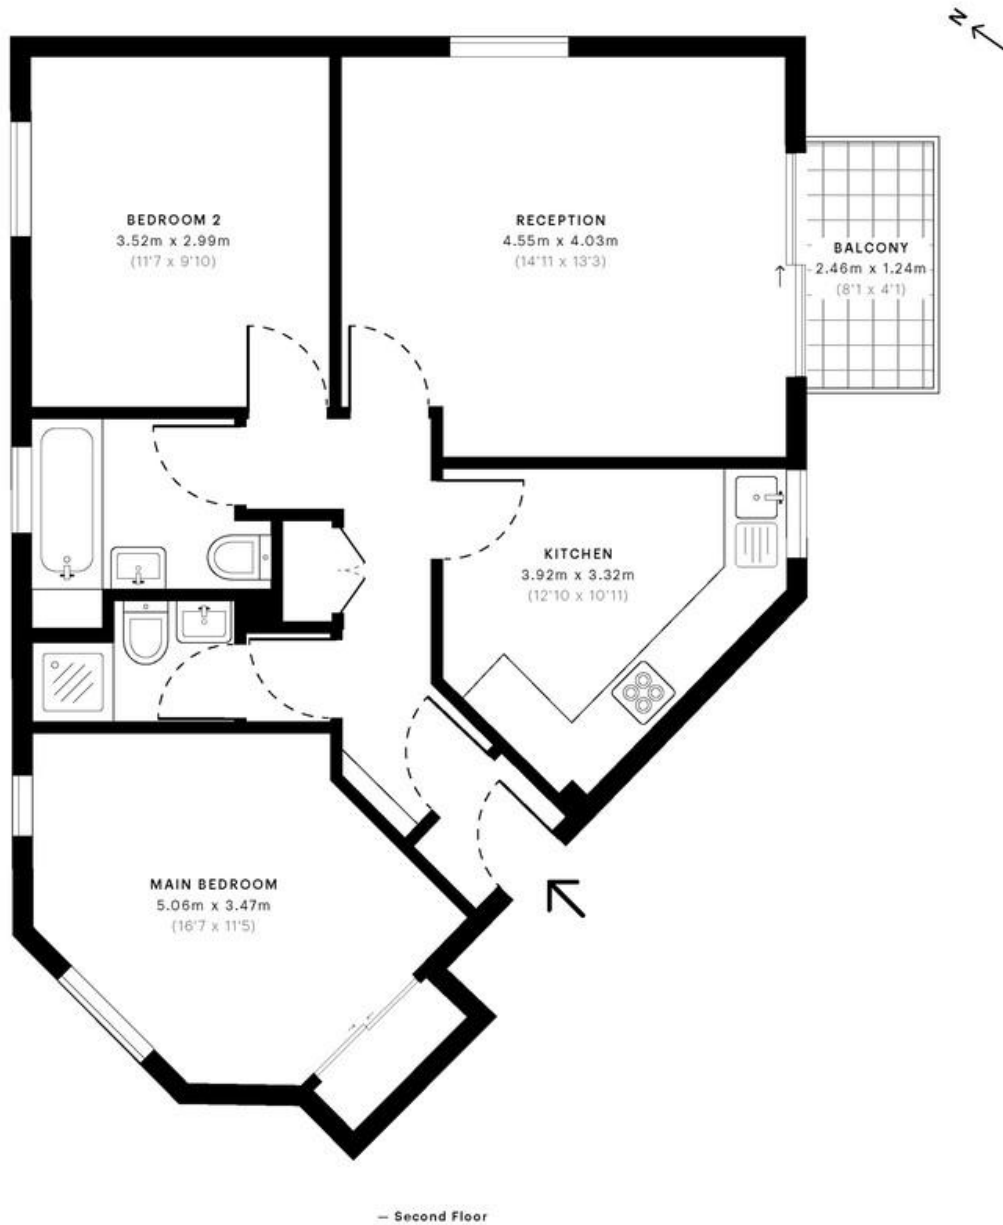 N
BEDROOM 2
3.52m x 2.99m
(11'7 x 9'10)
RECEPTION
4.55m x 4.03m
(14'11 x 13'3)
BALCONY
2.46m x 1.24m
(8'1 x 4'1)
KITCHEN
3.92m x 3.32m
(12'10 x 10'11)
MAIN BEDROOM
5.06m x 3.47m
(16'7 x 11'5)
— Second Floor